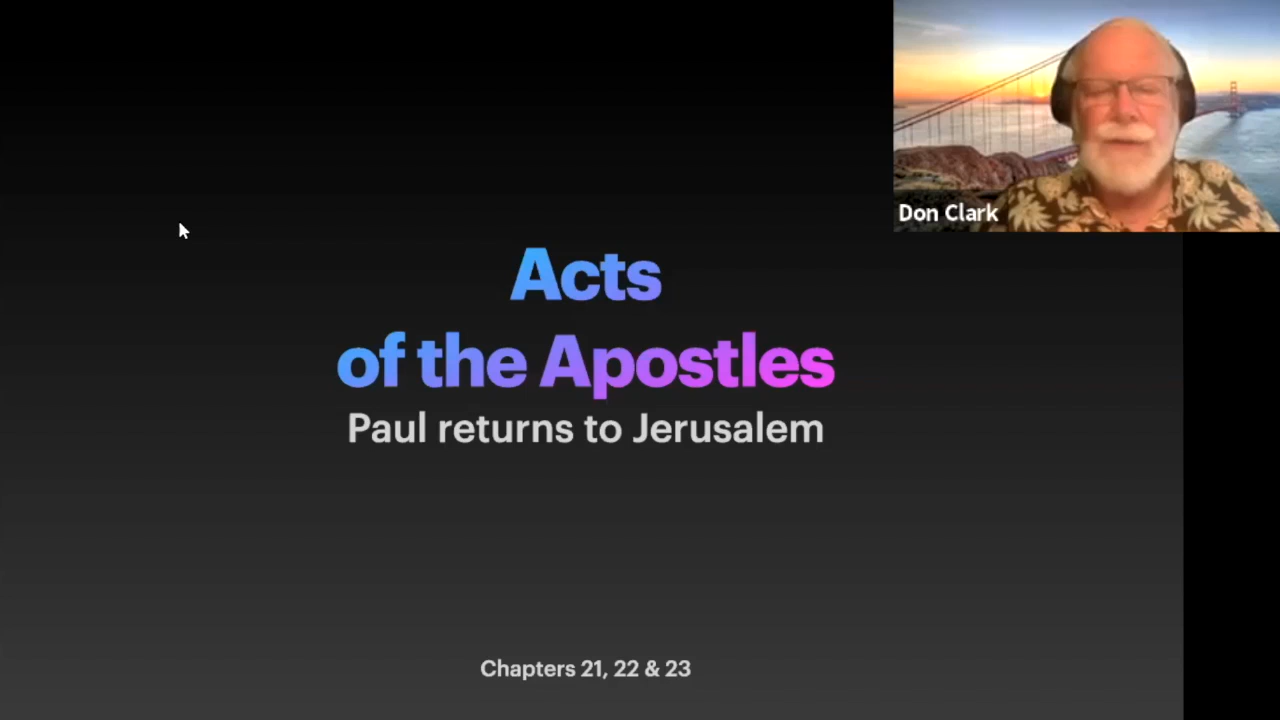 Don Clark
Acts
of the Apostles
Paul returns to Jerusalem
Chapters 21, 22 & 23